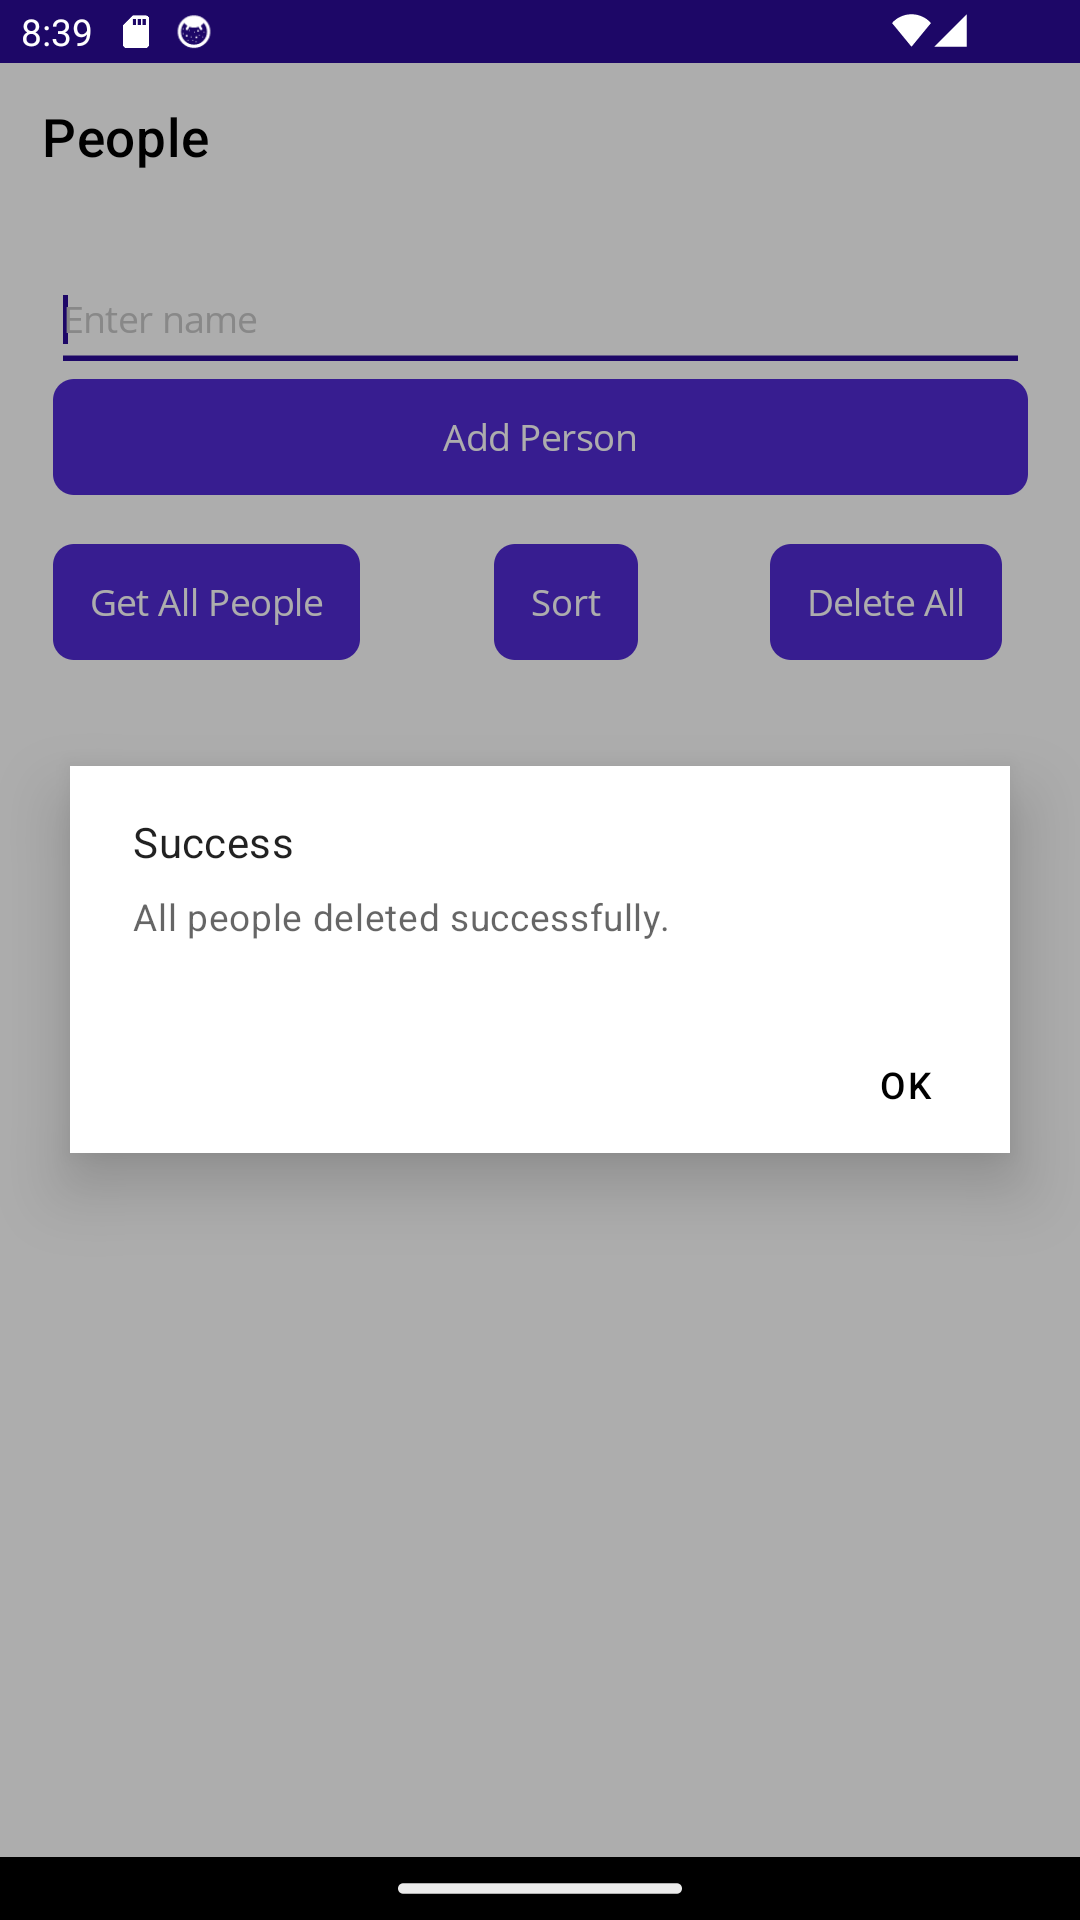 8:39
People
Enter name
Add Person
Get All People
Sort
Delete All
Success
All people deleted successfully.
OK